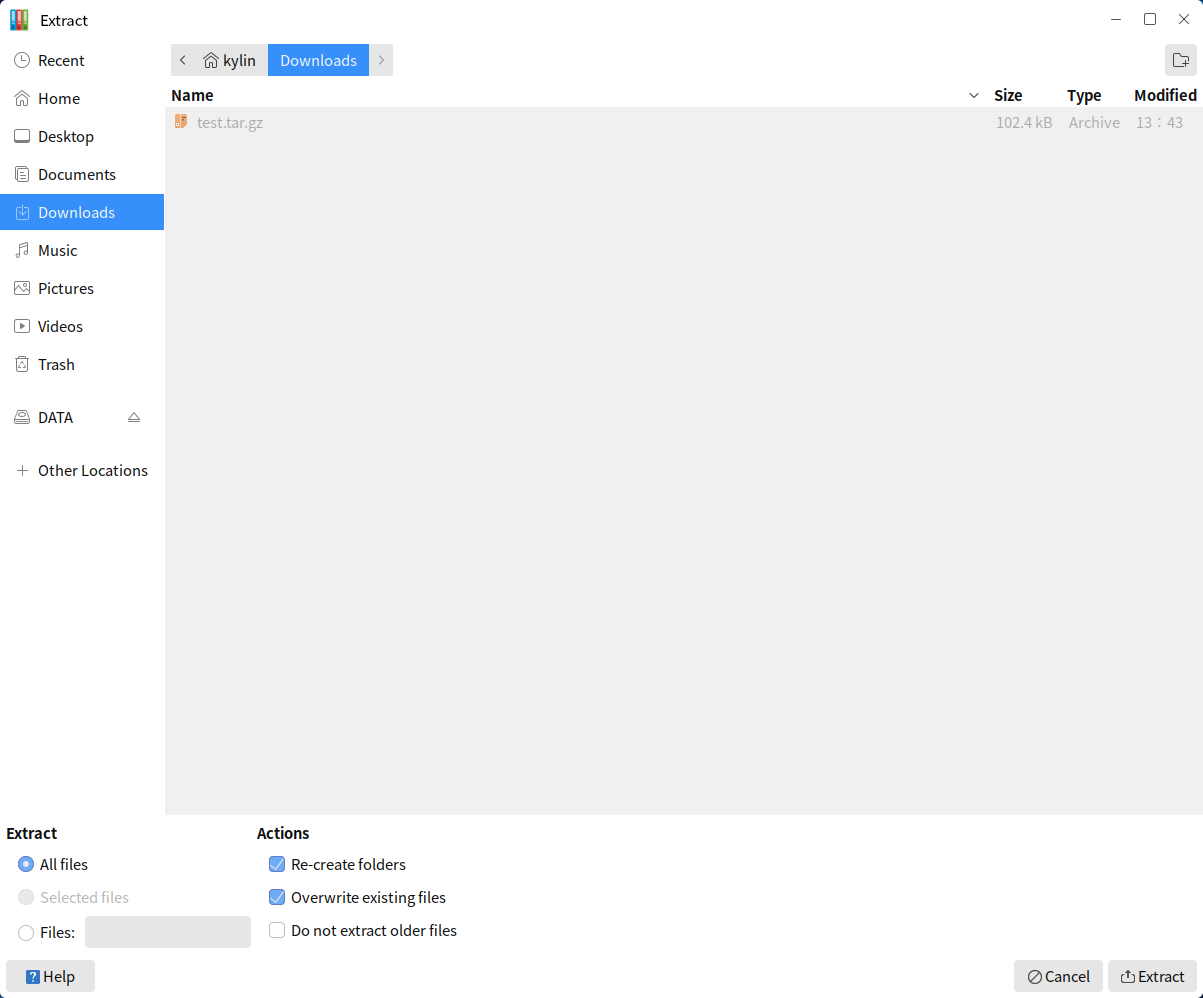 Extract
Recent
Home
Desktop
Documents
Downloads
Music
Pictures
Videos
Trash
DATA
Other Locations
kylin Downloads
Name Size Type Modified
test.tar.gz 102.4 kB Archive 13：43
Extract
All files
Selected files
Files:
Actions
Re-create folders
Overwrite existing files
Do not extract older files
? Help
Cancel Extract